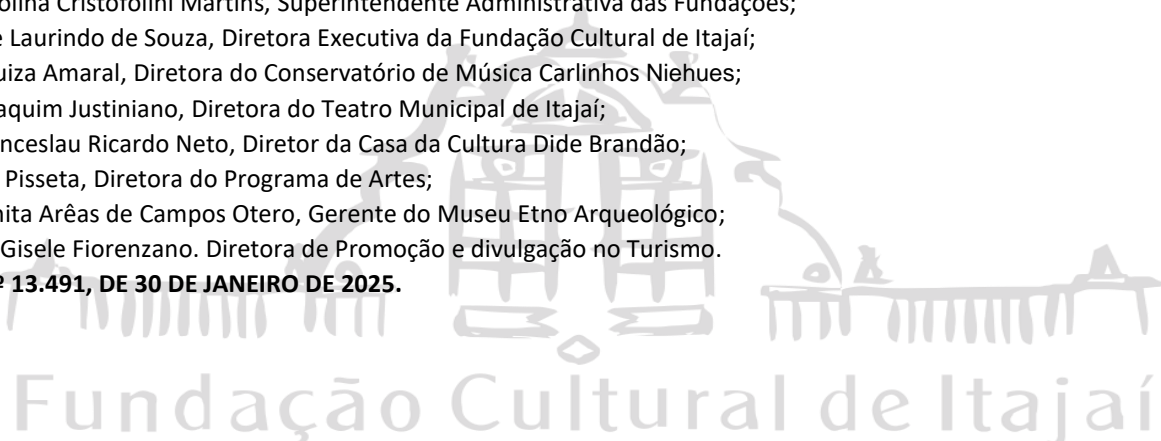 olina Cristofolini Martins, Superintendente Administrativa das Fundações;
e Laurindo de Souza, Diretora Executiva da Fundação Cultural de Itajaí;
uiza Amaral, Diretora do Conservatório de Música Carlinhos Niehues;
aquim Justiniano, Diretora do Teatro Municipal de Itajaí;
nceslau Ricardo Neto, Diretor da Casa da Cultura Dide Brandão;
Pisseta, Diretora do Programa de Artes;
nita Arêas de Campos Otero, Gerente do Museu Etno Arqueológico;
Gisele Fiorenzano. Diretora de Promoção e divulgação no Turismo.
º 13.491, DE 30 DE JANEIRO DE 2025.
Fundação Cultural de Itajaí